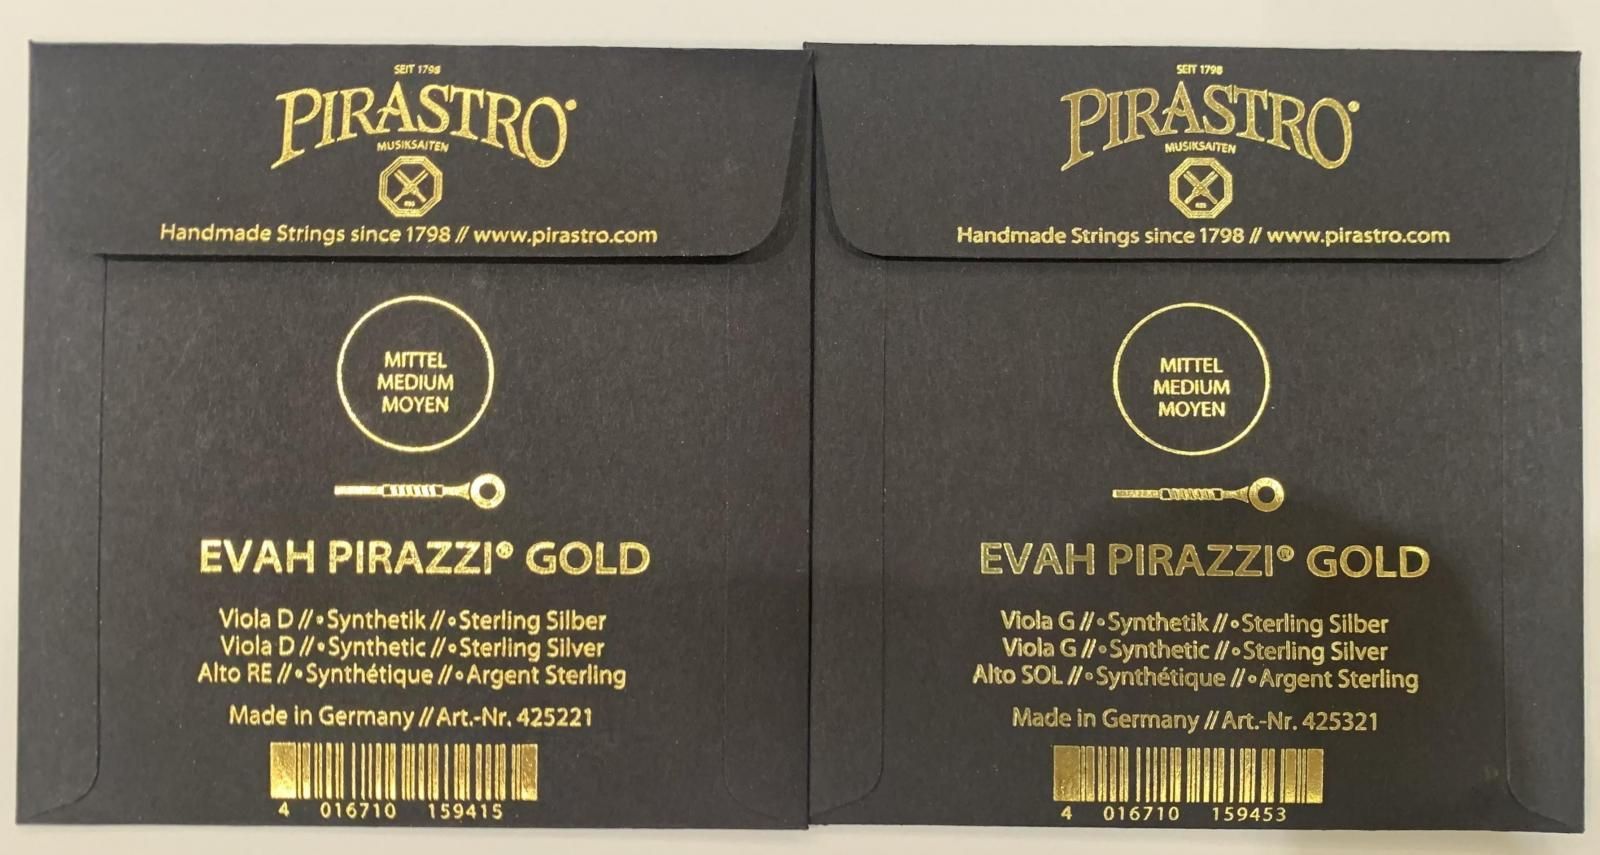 SEIT 1798
PIRASTRO®
MUSIKSAITEN
Handmade Strings since 1798 // www.pirastro.com
MITTEL
MEDIUM
MOYEN
EVAH PIRAZZI® GOLD
Viola D //•Synthetik //•Sterling Silber
Viola D //•Synthetic //•Sterling Silver
Alto RE //•Synthétique //•Argent Sterling
Made in Germany // Art.-Nr. 425221
4 016710 159415
SEIT 1798
PIRASTRO®
MUSIKSAITEN
Handmade Strings since 1798 // www.pirastro.com
MITTEL
MEDIUM
MOYEN
EVAH PIRAZZI® GOLD
Viola G //•Synthetik //•Sterling Silber
Viola G //•Synthetic //•Sterling Silver
Alto SOL //•Synthétique //•Argent Sterling
Made in Germany // Art.-Nr. 425321
4 016710 159453